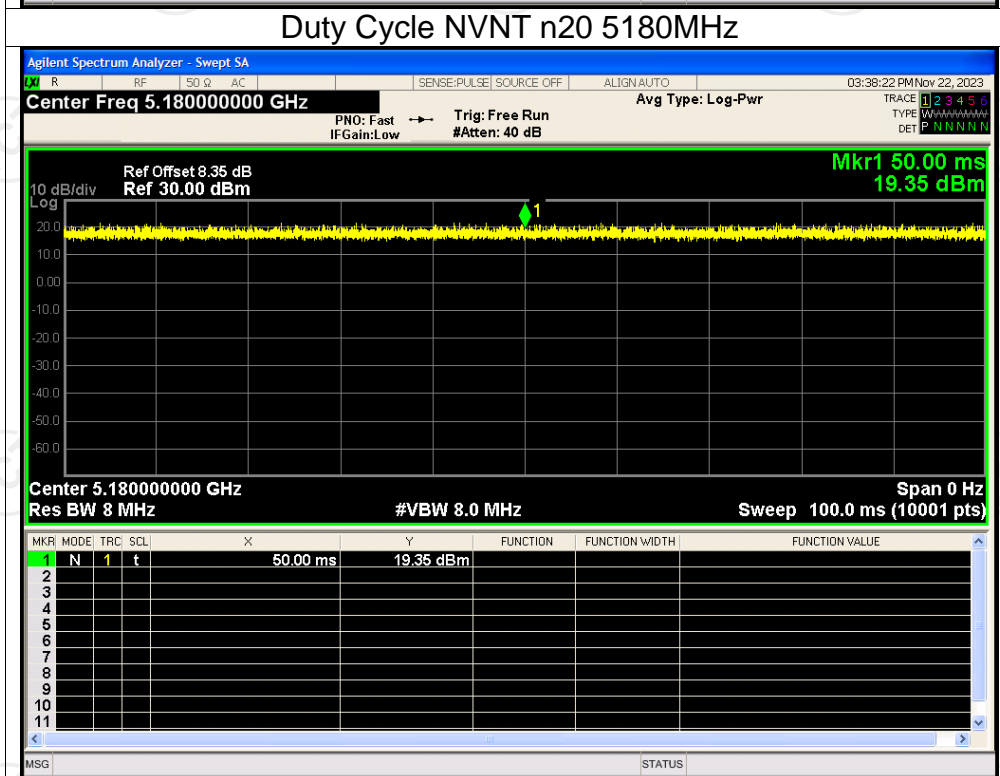 Duty Cycle NVNT n20 5180MHz
Agilent Spectrum Analyzer - Swept SA
LXI R RF 50 Ω AC SENSE:PULSE SOURCE OFF ALIGN AUTO 03:38:22 PM Nov 22, 2023
Center Freq 5.180000000 GHz Avg Type: Log-Pwr TRACE 1 2 3 4 5 6
PNO: Fast Trig: Free Run TYPE WWWWWW
IFGain:Low #Atten: 40 dB DET P N N N N N
Mkr1 50.00 ms
Ref Offset 8.35 dB
10 dB/div Ref 30.00 dBm 19.35 dBm
Log
1
20.0
10.0
0.00
-10.0
-20.0
-30.0
-40.0
-50.0
-60.0
Center 5.180000000 GHz Span 0 Hz
Res BW 8 MHz #VBW 8.0 MHz Sweep 100.0 ms (10001 pts)
MKR MODE TRC SCL X Y FUNCTION FUNCTION WIDTH FUNCTION VALUE
1 N 1 t 50.00 ms 19.35 dBm
2
3
4
5
6
7
8
9
10
11
MSG STATUS